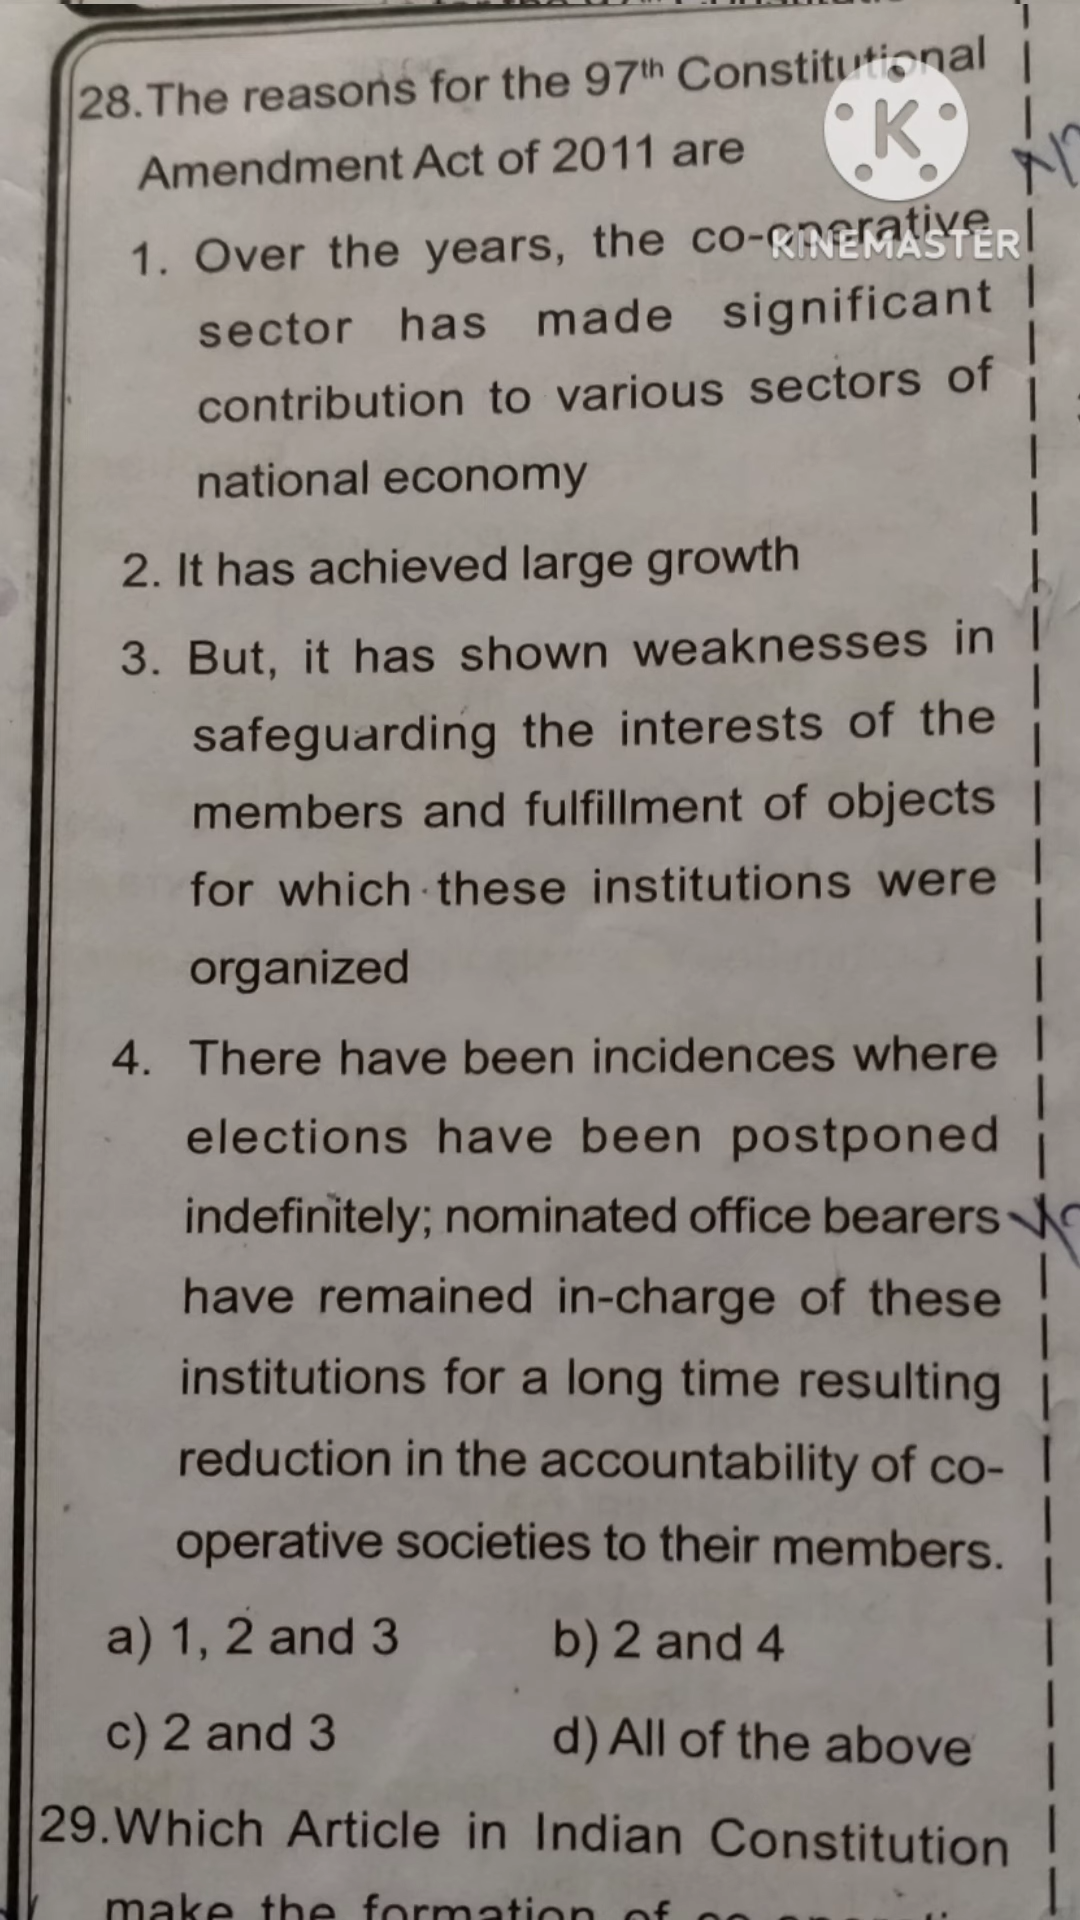 28.The reasons for the 97th Constitutional
Amendment Act of 2011 are
K
KINEMASTER
1. Over the years, the co-operative
sector has made significant
contribution to various sectors of
national economy
2. It has achieved large growth
3. But, it has shown weaknesses in
safeguarding the interests of the
members and fulfillment of objects
for which these institutions were
organized
4. There have been incidences where
elections have been postponed
indefinitely; nominated office bearers
have remained in-charge of these
institutions for a long time resulting
reduction in the accountability of co-
operative societies to their members.
a) 1, 2 and 3 b) 2 and 4
c) 2 and 3 d) All of the above
29.Which Article in Indian Constitution
make the formation of